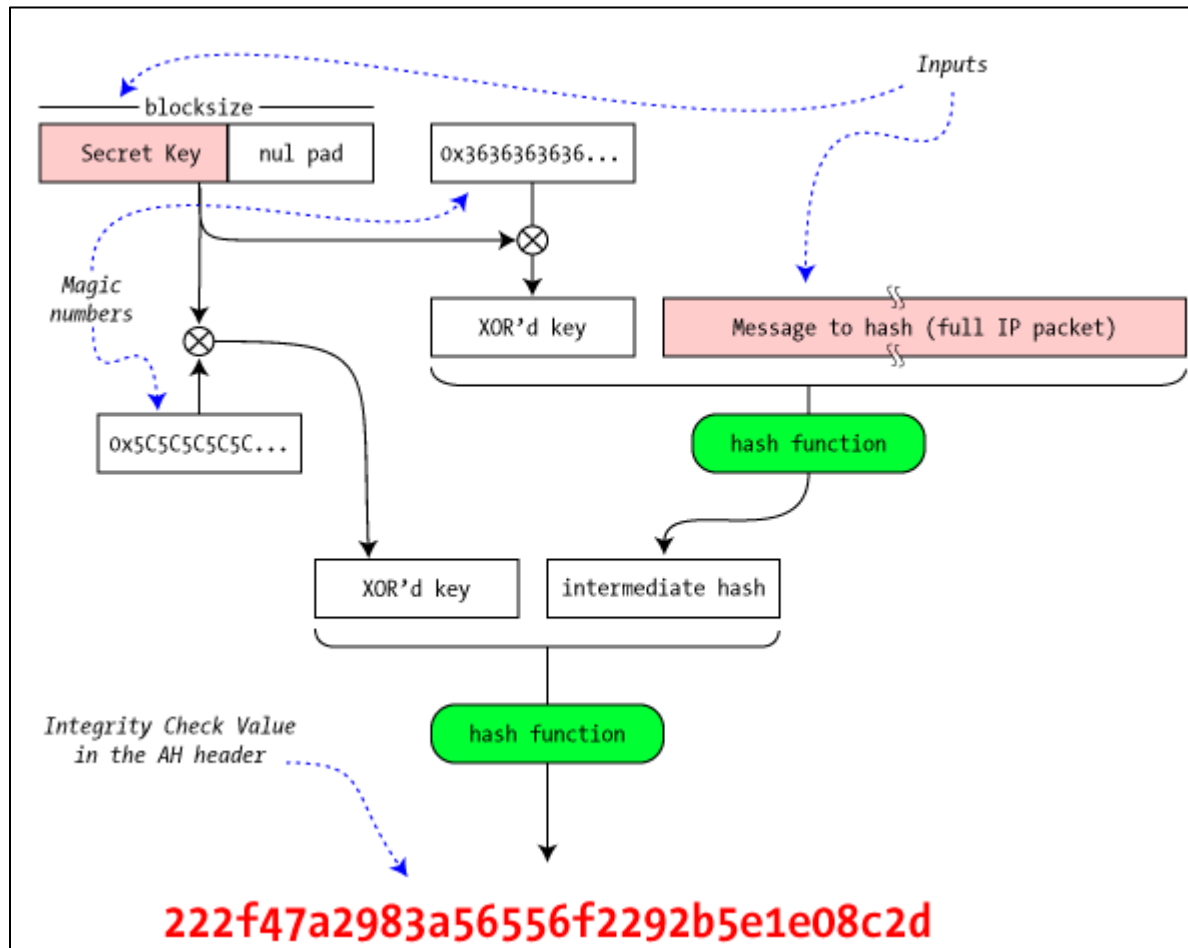 Inputs
blocksize
Secret Key
nul pad
0x3636363636...
Magic
numbers
XOR'd key
Message to hash (full IP packet)
0x5C5C5C5C5C...
hash function
XOR'd key
intermediate hash
Integrity Check Value
in the AH header
hash function
222f47a2983a56556f2292b5e1e08c2d